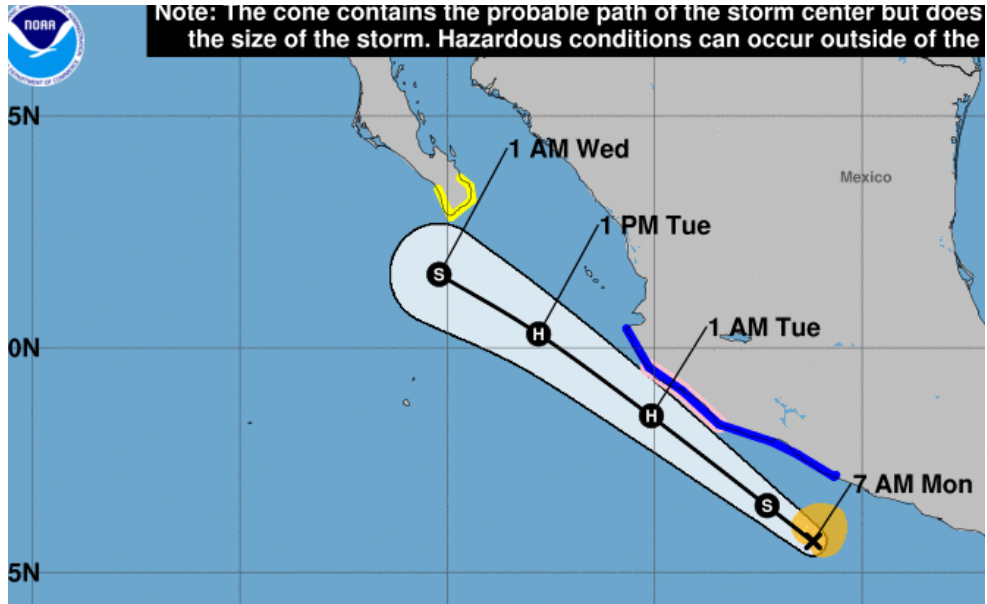 Note: The cone contains the probable path of the storm center but does
the size of the storm. Hazardous conditions can occur outside of the
NOAA
5N
1 AM Wed
Mexico
1 PM Tue
S
H
1 AM Tue
0N
H
7 AM Mon
S
5N